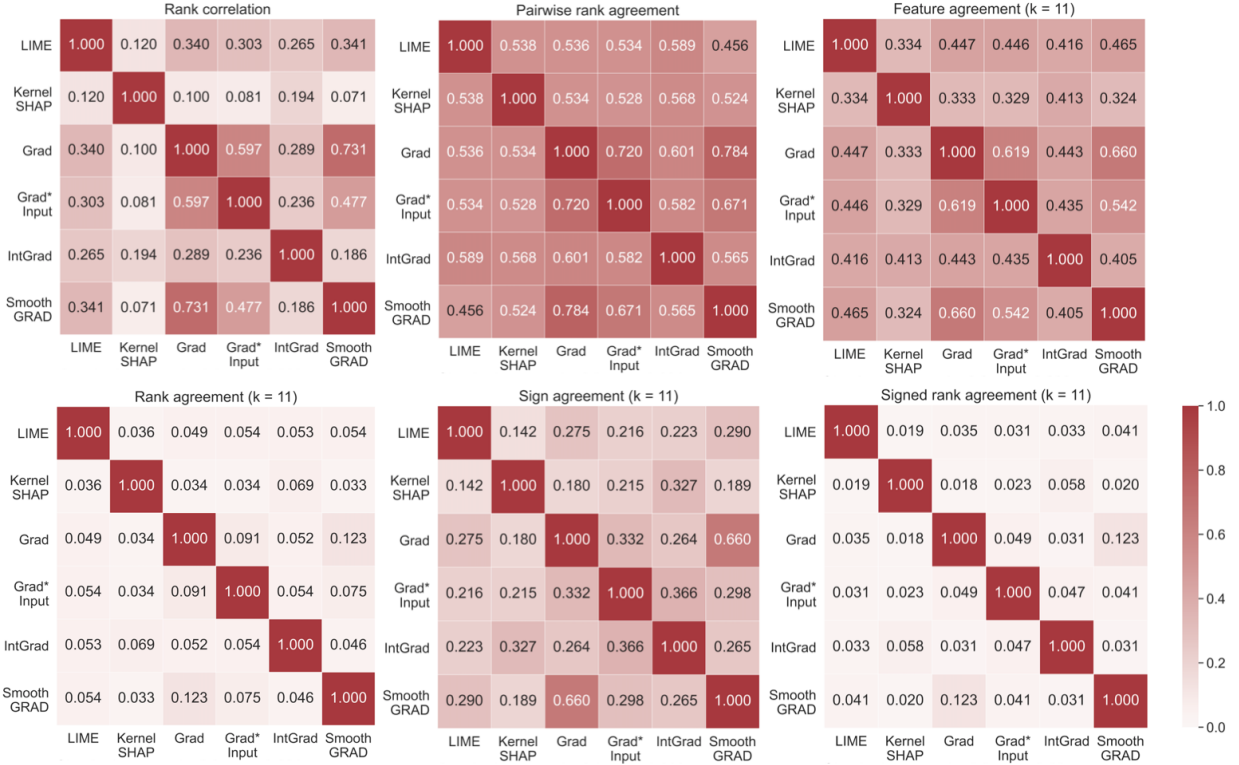 Rank correlation
LIME 1.000 0.120 0.340 0.303 0.265 0.341
Kernel
SHAP 0.120 1.000 0.100 0.081 0.194 0.071
Grad 0.340 0.100 1.000 0.597 0.289 0.731
Grad*
Input 0.303 0.081 0.597 1.000 0.236 0.477
IntGrad 0.265 0.194 0.289 0.236 1.000 0.186
Smooth
GRAD 0.341 0.071 0.731 0.477 0.186 1.000
LIME Kernel Grad Grad* IntGrad Smooth
SHAP Input GRAD
Pairwise rank agreement
LIME 1.000 0.538 0.536 0.534 0.589 0.456
Kernel
SHAP 0.538 1.000 0.534 0.528 0.568 0.524
Grad 0.536 0.534 1.000 0.720 0.601 0.784
Grad*
Input 0.534 0.528 0.720 1.000 0.582 0.671
IntGrad 0.589 0.568 0.601 0.582 1.000 0.565
Smooth
GRAD 0.456 0.524 0.784 0.671 0.565 1.000
LIME Kernel Grad Grad* IntGrad Smooth
SHAP Input GRAD
Feature agreement (k = 11)
LIME 1.000 0.334 0.447 0.446 0.416 0.465
Kernel
SHAP 0.334 1.000 0.333 0.329 0.413 0.324
Grad 0.447 0.333 1.000 0.619 0.443 0.660
Grad*
Input 0.446 0.329 0.619 1.000 0.435 0.542
IntGrad 0.416 0.413 0.443 0.435 1.000 0.405
Smooth
GRAD 0.465 0.324 0.660 0.542 0.405 1.000
LIME Kernel Grad Grad* IntGrad Smooth
SHAP Input GRAD
Rank agreement (k = 11)
LIME 1.000 0.036 0.049 0.054 0.053 0.054
Kernel
SHAP 0.036 1.000 0.034 0.034 0.069 0.033
Grad 0.049 0.034 1.000 0.091 0.052 0.123
Grad*
Input 0.054 0.034 0.091 1.000 0.054 0.075
IntGrad 0.053 0.069 0.052 0.054 1.000 0.046
Smooth
GRAD 0.054 0.033 0.123 0.075 0.046 1.000
LIME Kernel Grad Grad* IntGrad Smooth
SHAP Input GRAD
Sign agreement (k = 11)
LIME 1.000 0.142 0.275 0.216 0.223 0.290
Kernel
SHAP 0.142 1.000 0.180 0.215 0.327 0.189
Grad 0.275 0.180 1.000 0.332 0.264 0.660
Grad*
Input 0.216 0.215 0.332 1.000 0.366 0.298
IntGrad 0.223 0.327 0.264 0.366 1.000 0.265
Smooth
GRAD 0.290 0.189 0.660 0.298 0.265 1.000
LIME Kernel Grad Grad* IntGrad Smooth
SHAP Input GRAD
Signed rank agreement (k = 11)
LIME 1.000 0.019 0.035 0.031 0.033 0.041
Kernel
SHAP 0.019 1.000 0.018 0.023 0.058 0.020
Grad 0.035 0.018 1.000 0.049 0.031 0.123
Grad*
Input 0.031 0.023 0.049 1.000 0.047 0.041
IntGrad 0.033 0.058 0.031 0.047 1.000 0.031
Smooth
GRAD 0.041 0.020 0.123 0.041 0.031 1.000
LIME Kernel Grad Grad* IntGrad Smooth
SHAP Input GRAD
1.0
0.8
0.6
0.4
0.2
0.0